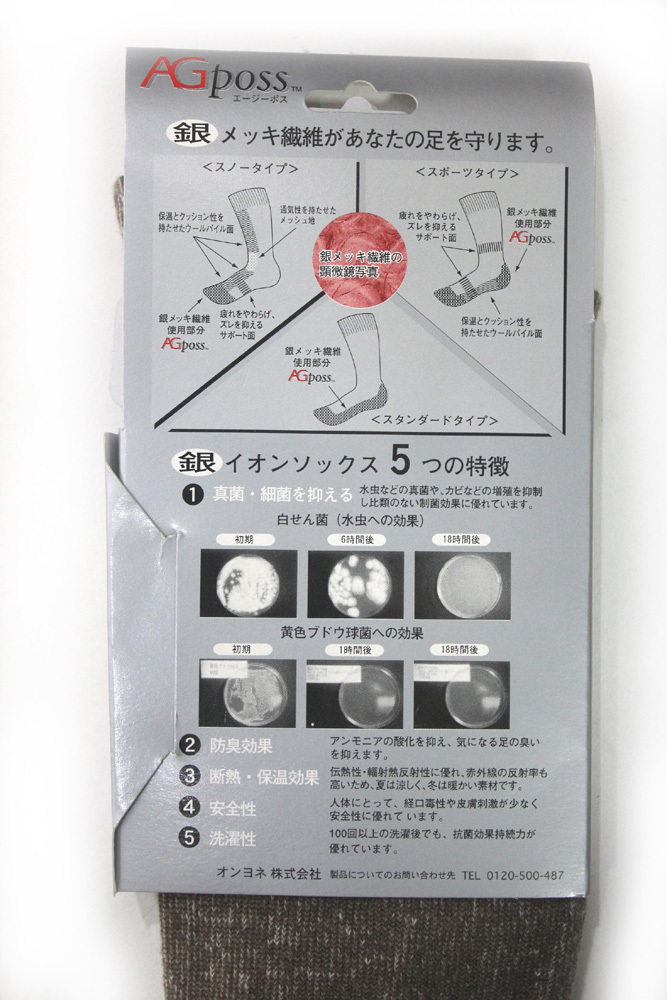 AGposs™
エージーポス
銀 メッキ繊維があなたの足を守ります。
<スノータイプ>
保温とクッション性を
持たせたウールパイル面
通気性を持たせた
メッシュ地
銀メッキ繊維
使用部分
AGposs™
疲れをやわらげ、
ズレを抑える
サポート面
<スポーツタイプ>
疲れをやわらげ、
ズレを抑える
サポート面
銀メッキ繊維
使用部分
AGposs™
保温とクッション性を
持たせたウールパイル面
銀メッキ繊維の
顕微鏡写真
銀メッキ繊維
使用部分
AGposs™
<スタンダードタイプ>
銀 イオンソックス 5 つの特徴
1 真菌・細菌を抑える
水虫などの真菌や、カビなどの増殖を抑制
し比類のない制菌効果に優れています。
白せん菌（水虫への効果）
初期 6時間後 18時間後
黄色ブドウ球菌への効果
初期 1時間後 18時間後
2 防臭効果
アンモニアの酸化を抑え、気になる足の臭い
を抑えます。
3 断熱・保温効果
伝熱性・輻射熱反射性に優れ、赤外線の反射率も
高いため、夏は涼しく、冬は暖かい素材です。
4 安全性
人体にとって、経口毒性や皮膚刺激が少なく
安全性に優れて います。
5 洗濯性
100回以上の洗濯後でも、抗菌効果持続力が
優れています。
オンヨネ 株式会社 製品についてのお問い合わせ先 TEL 0120-500-487